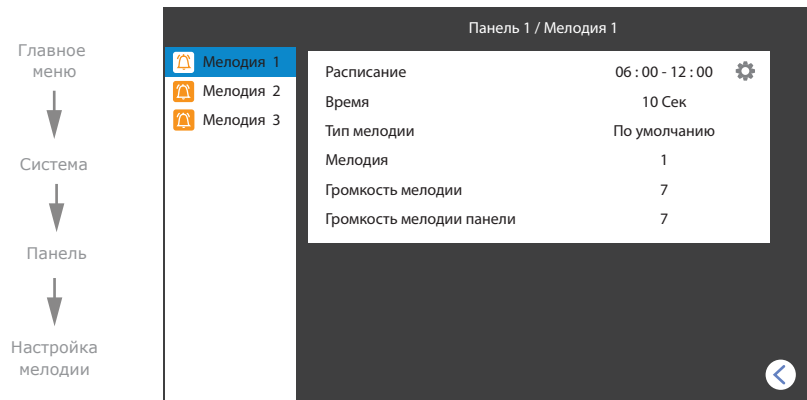 Главное
меню
Система
Панель
Настройка
мелодии
Панель 1 / Мелодия 1
Мелодия 1
Мелодия 2
Мелодия 3
Расписание 06 : 00 - 12 : 00
Время 10 Сек
Тип мелодии По умолчанию
Мелодия 1
Громкость мелодии 7
Громкость мелодии панели 7